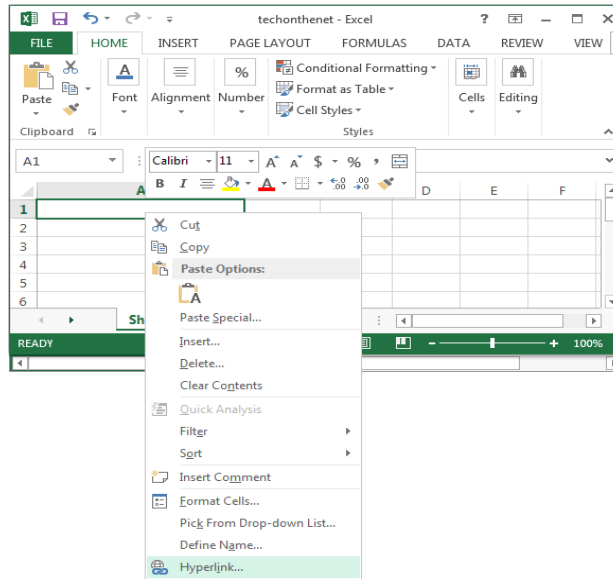 techonthenet - Excel
FILE HOME INSERT PAGE LAYOUT FORMULAS DATA REVIEW VIEW
Paste Font Alignment Number Conditional Formatting Cells Editing
Format as Table
Cell Styles
Clipboard Styles
A1 Calibri 11 A A $ % ,
B I A .00 .00
A D E F
1
2
3
4
5
6
Sh
READY 100%
Cut
Copy
Paste Options:
A
Paste Special...
Insert...
Delete...
Clear Contents
Quick Analysis
Filter
Sort
Insert Comment
Format Cells...
Pick From Drop-down List...
Define Name...
Hyperlink...